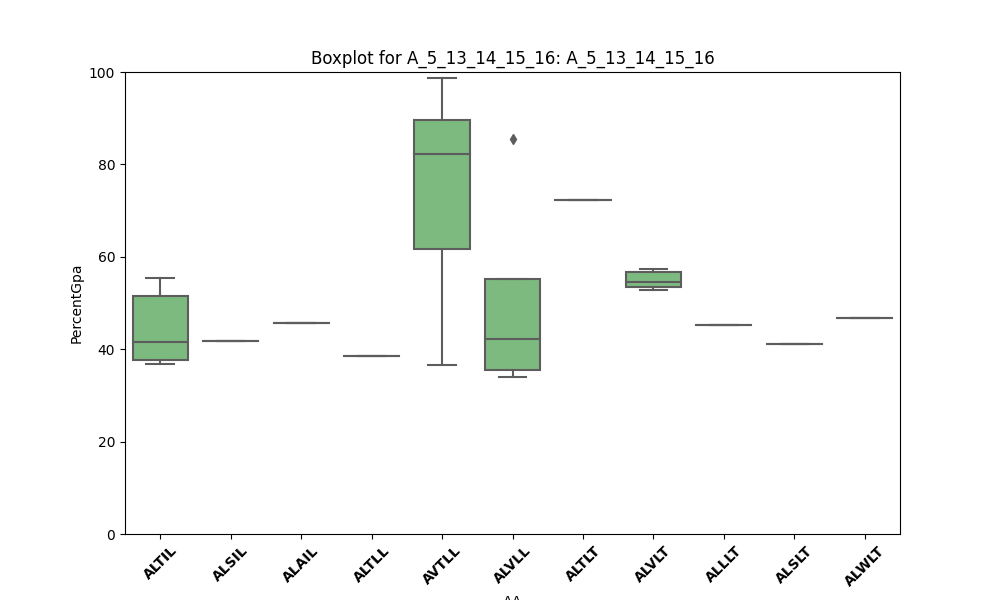 Boxplot for A_5_13_14_15_16: A_5_13_14_15_16
100
80
60
40
20
0
PercentGpa
ALTIL
ALSIL
ALAIL
ALTLL
AVTLL
ALVLL
ALTLT
ALVLT
ALLLT
ALSLT
ALWLT
AA